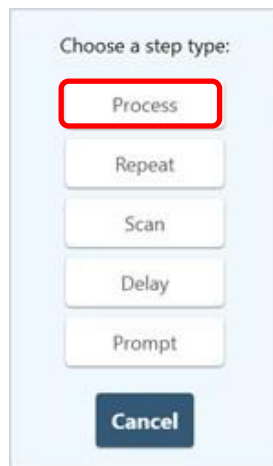 Choose a step type:
Process
Repeat
Scan
Delay
Prompt
Cancel